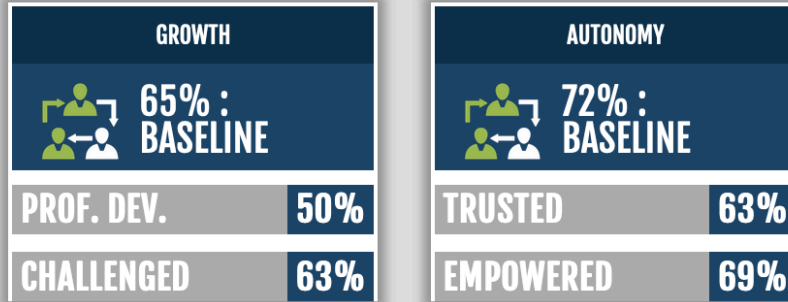 GROWTH
65% :
BASELINE
PROF. DEV. 50%
CHALLENGED 63%
AUTONOMY
72% :
BASELINE
TRUSTED 63%
EMPOWERED 69%